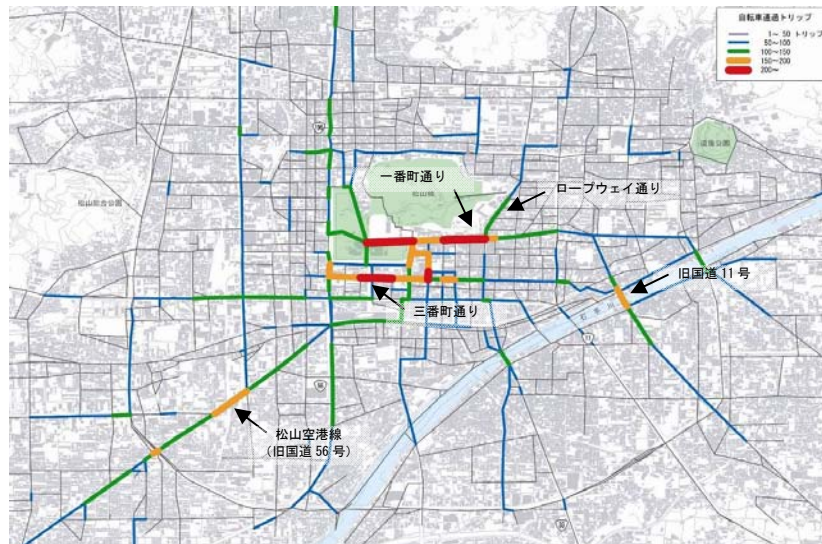 自転車通過トリップ
1～ 50 トリップ
50～100
100～150
150～200
200～
一番町通り
ロープウェイ通り
道後公園
松山城
松山総合公園
旧国道 11 号
三番町通り
松山空港線
（旧国道 56 号）